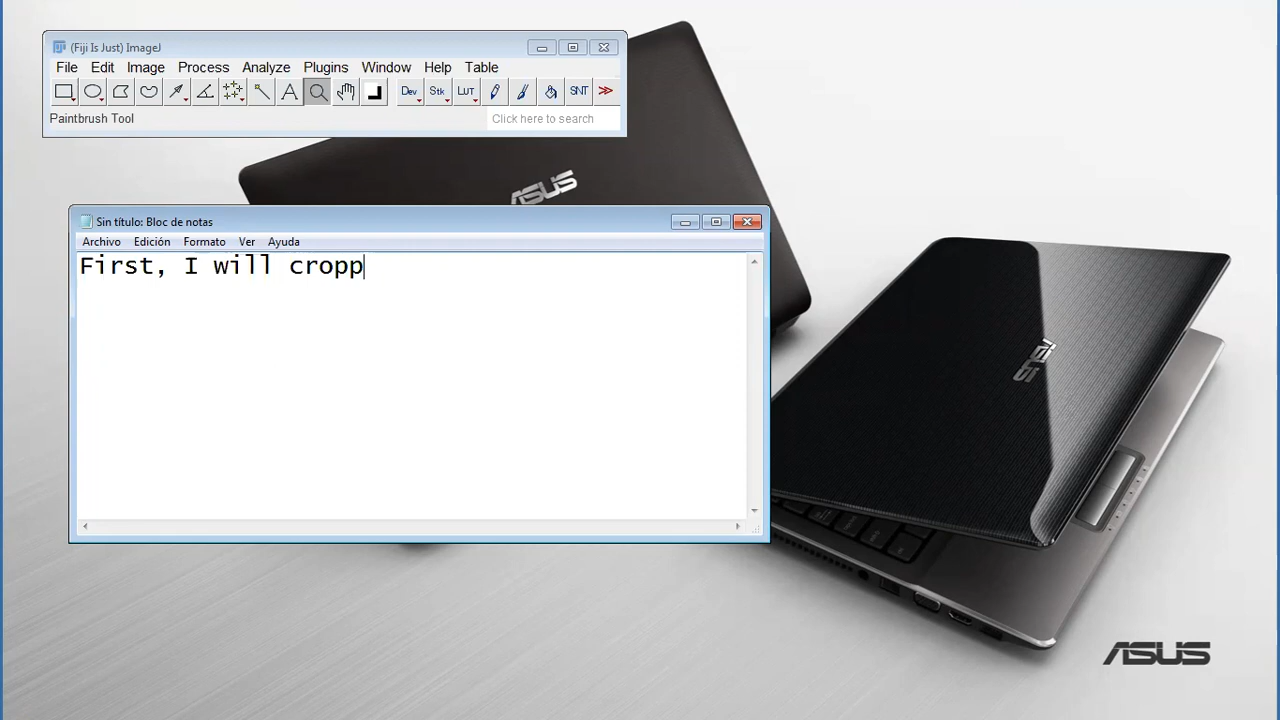 (Fiji Is Just) ImageJ
File Edit Image Process Analyze Plugins Window Help Table
Dev Stk LUT SNT >>
Paintbrush Tool Click here to search
ASUS
Sin título: Bloc de notas
Archivo Edición Formato Ver Ayuda
First, I will cropp
ASUS
ASUS